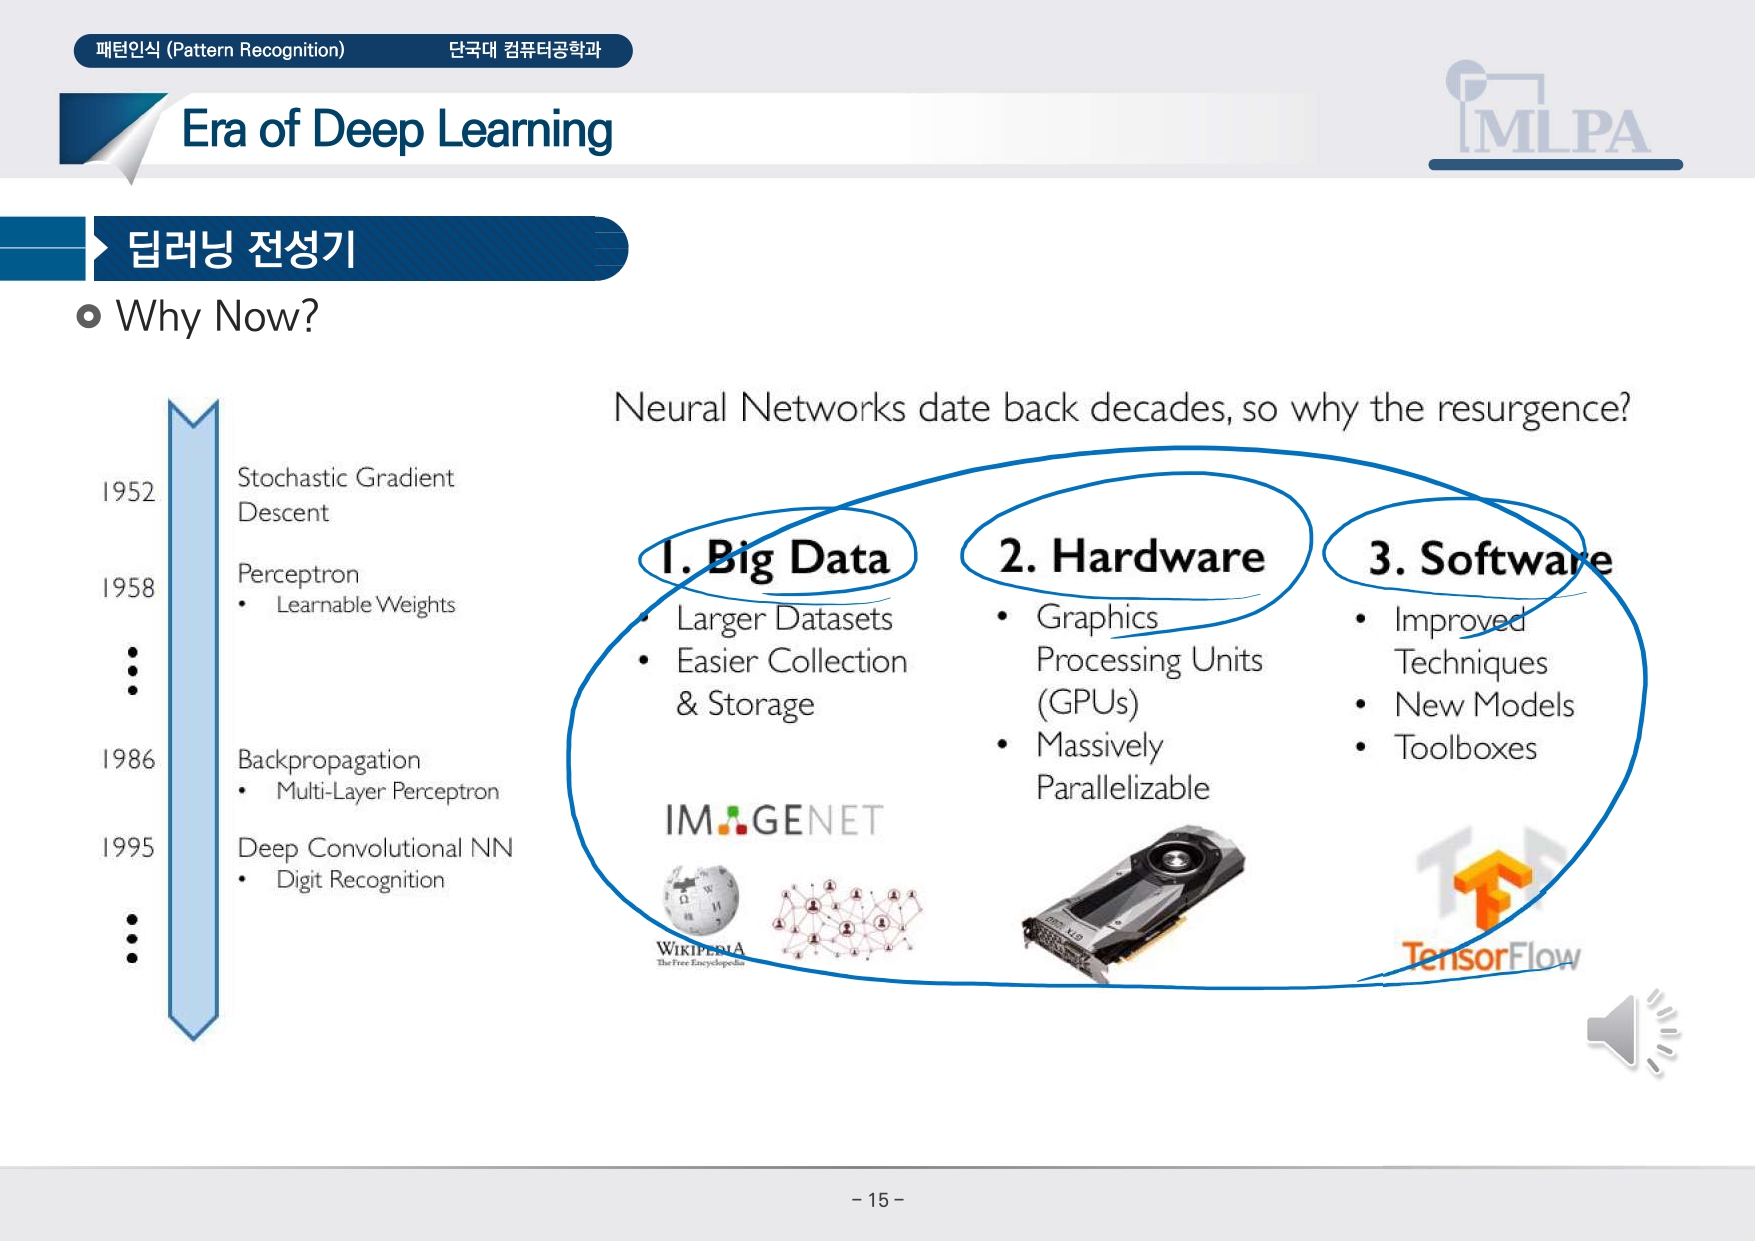 패턴인식 (Pattern Recognition) 단국대 컴퓨터공학과
Era of Deep Learning
MLPA
딥러닝 전성기
Why Now?
Neural Networks date back decades, so why the resurgence?
1952
Stochastic Gradient
Descent
1958
Perceptron
• Learnable Weights
1986
Backpropagation
• Multi-Layer Perceptron
1995
Deep Convolutional NN
• Digit Recognition
1. Big Data
• Larger Datasets
• Easier Collection
& Storage
IMAGENET
WIKIPEDIA
The Free Encyclopedia
2. Hardware
• Graphics
Processing Units
(GPUs)
• Massively
Parallelizable
3. Software
• Improved
Techniques
• New Models
• Toolboxes
TensorFlow
- 15 -